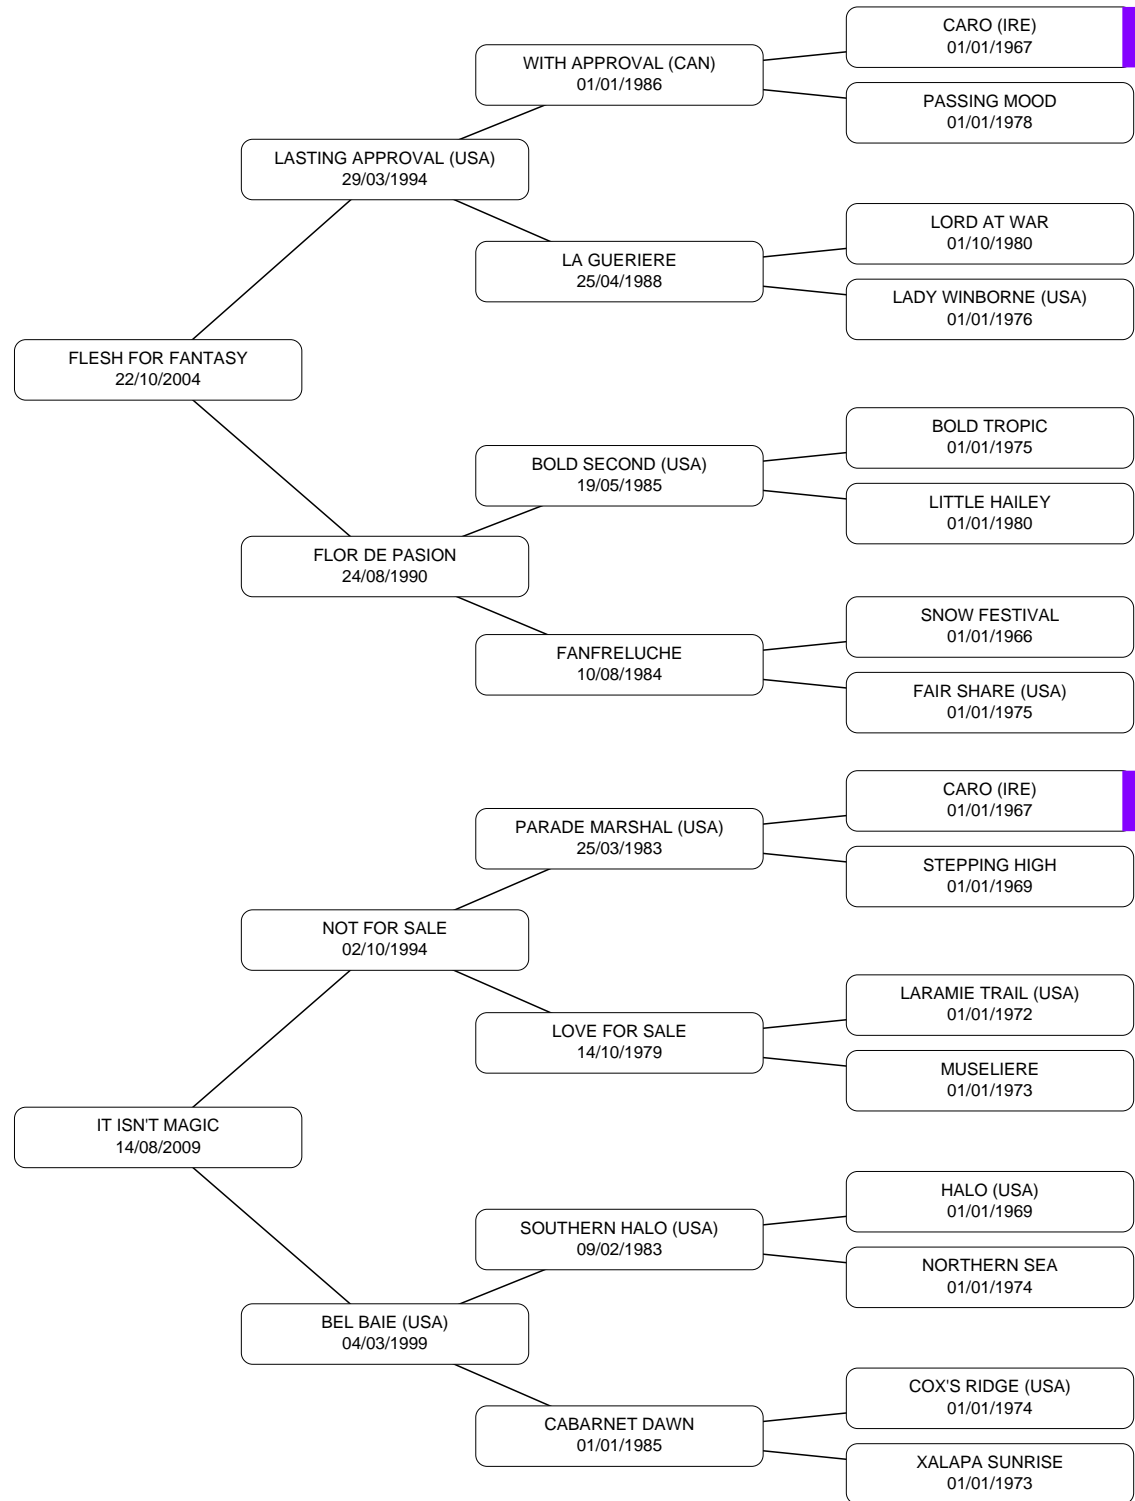 CARO (IRE)
01/01/1967
WITH APPROVAL (CAN)
01/01/1986
PASSING MOOD
01/01/1978
LASTING APPROVAL (USA)
29/03/1994
LORD AT WAR
01/10/1980
LA GUERIERE
25/04/1988
LADY WINBORNE (USA)
01/01/1976
FLESH FOR FANTASY
22/10/2004
BOLD TROPIC
01/01/1975
BOLD SECOND (USA)
19/05/1985
LITTLE HAILEY
01/01/1980
FLOR DE PASION
24/08/1990
SNOW FESTIVAL
01/01/1966
FANFRELUCHE
10/08/1984
FAIR SHARE (USA)
01/01/1975
CARO (IRE)
01/01/1967
PARADE MARSHAL (USA)
25/03/1983
STEPPING HIGH
01/01/1969
NOT FOR SALE
02/10/1994
LARAMIE TRAIL (USA)
01/01/1972
LOVE FOR SALE
14/10/1979
MUSELIERE
01/01/1973
IT ISN'T MAGIC
14/08/2009
HALO (USA)
01/01/1969
SOUTHERN HALO (USA)
09/02/1983
NORTHERN SEA
01/01/1974
BEL BAIE (USA)
04/03/1999
COX'S RIDGE (USA)
01/01/1974
CABARNET DAWN
01/01/1985
XALAPA SUNRISE
01/01/1973